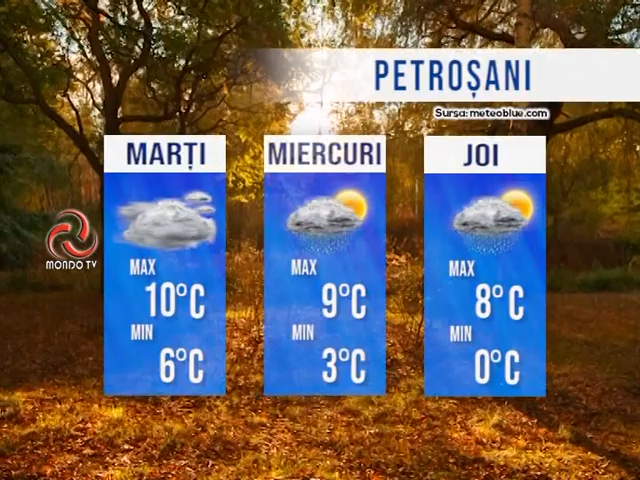 PETROȘANI
Sursa: meteoblue.com
MARȚI
MIERCURI
JOI
MONDO TV
MAX
10°C
MIN
6°C
MAX
9°C
MIN
3°C
MAX
8°C
MIN
0°C